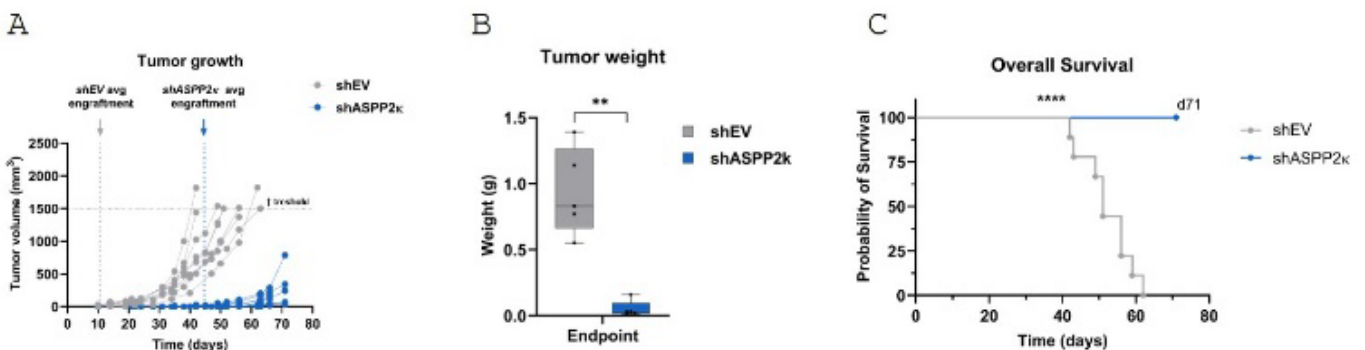 A
Tumor growth
shEV avg
engraftment
shASPP2κ avg
engraftment
shEV
shASPP2κ
Tumor volume (mm³)
2500
2000
1500
1000
500
0
0 10 20 30 40 50 60 70 80
Time (days)
B
Tumor weight
**
shEV
shASPP2k
Weight (g)
1.5
1.0
0.5
0.0
Endpoint
C
Overall Survival
****
d71
shEV
shASPP2κ
Probability of Survival
100
75
50
25
0
0 20 40 60 80
Time (days)